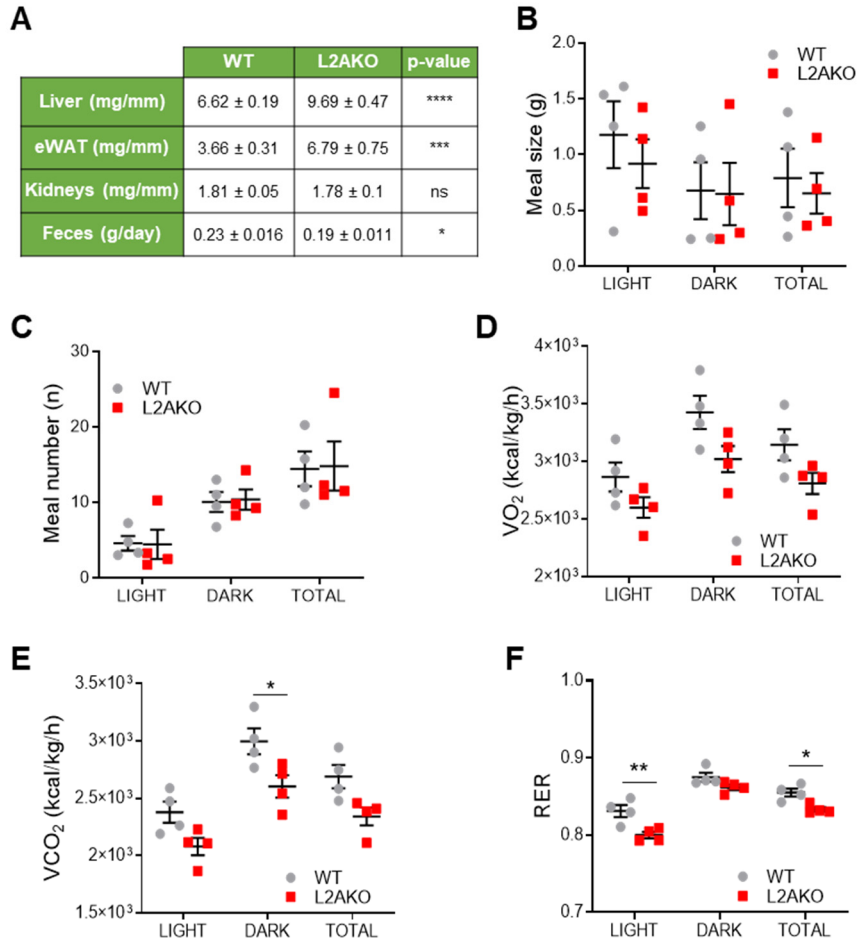 A
WT L2AKO p-value
Liver (mg/mm) 6.62 ± 0.19 9.69 ± 0.47 ****
eWAT (mg/mm) 3.66 ± 0.31 6.79 ± 0.75 ***
Kidneys (mg/mm) 1.81 ± 0.05 1.78 ± 0.1 ns
Feces (g/day) 0.23 ± 0.016 0.19 ± 0.011 *
B
Meal size (g)
2.0
1.5
1.0
0.5
0.0
WT
L2AKO
LIGHT DARK TOTAL
C
Meal number (n)
30
20
10
0
WT
L2AKO
LIGHT DARK TOTAL
D
VO₂ (kcal/kg/h)
4×10³
3.5×10³
3×10³
2.5×10³
2×10³
WT
L2AKO
LIGHT DARK TOTAL
E
VCO₂ (kcal/kg/h)
3.5×10³
3×10³
2.5×10³
2×10³
1.5×10³
*
WT
L2AKO
LIGHT DARK TOTAL
F
RER
1.0
0.9
0.8
0.7
** *
WT
L2AKO
LIGHT DARK TOTAL